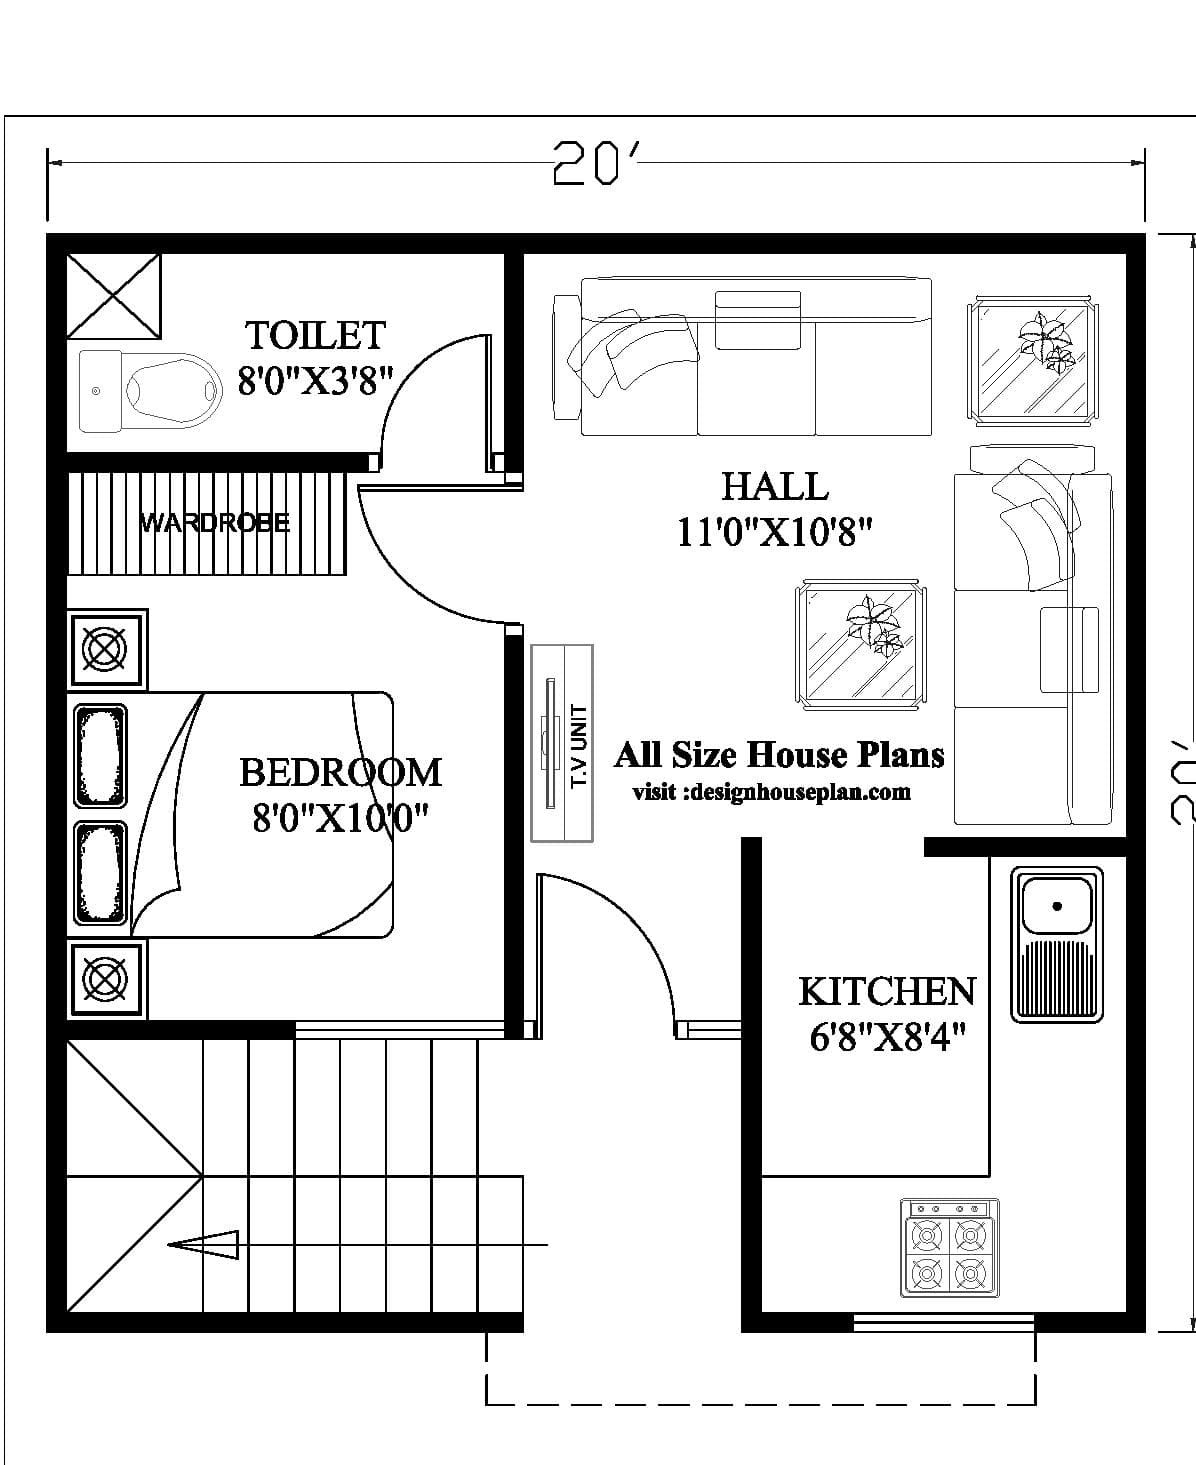 20'
TOILET
8'0"X3'8"
WARDROBE
HALL
11'0"X10'8"
T.V UNIT
All Size House Plans
visit :designhouseplan.com
BEDROOM
8'0"X10'0"
20'
KITCHEN
6'8"X8'4"